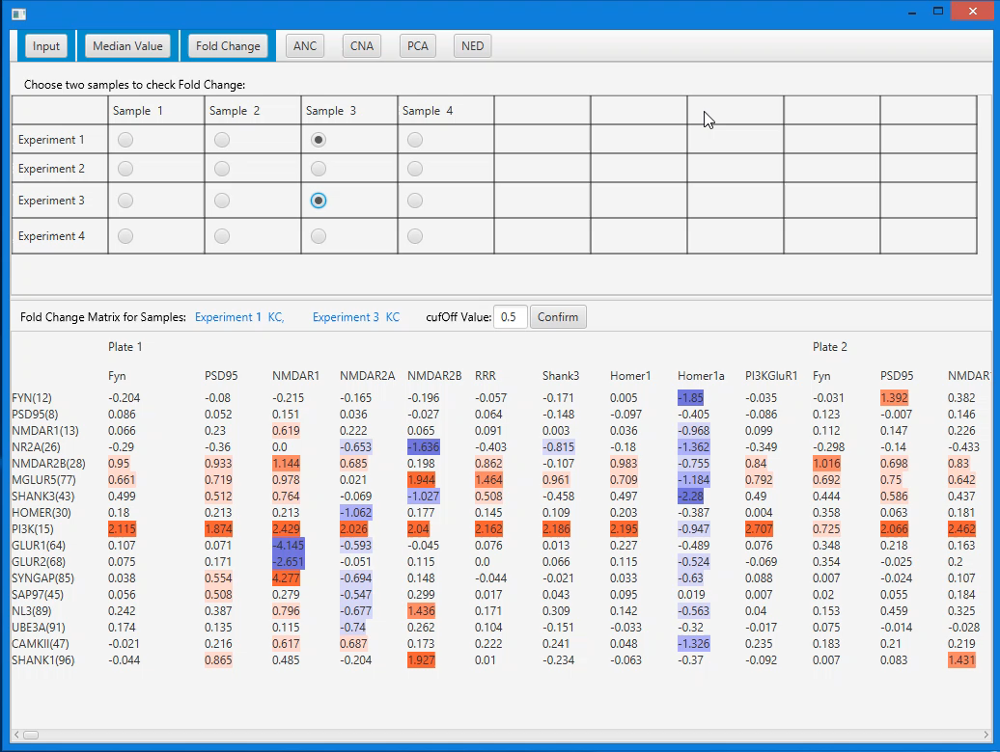 Input Median Value Fold Change ANC CNA PCA NED
Choose two samples to check Fold Change:
Sample 1 Sample 2 Sample 3 Sample 4
Experiment 1
Experiment 2
Experiment 3
Experiment 4
Fold Change Matrix for Samples: Experiment 1 KC, Experiment 3 KC cufOff Value: 0.5 Confirm
Plate 1 Plate 2
Fyn PSD95 NMDAR1 NMDAR2A NMDAR2B RRR Shank3 Homer1 Homer1a PI3KGluR1 Fyn PSD95 NMDAR
FYN(12) -0.204 -0.08 -0.215 -0.165 -0.196 -0.057 -0.171 0.005 -1.85 -0.035 -0.031 1.392 0.382
PSD95(8) 0.086 0.052 0.151 0.036 -0.027 0.064 -0.148 -0.097 -0.405 -0.086 0.123 -0.007 0.146
NMDAR1(13) 0.066 0.23 0.619 0.222 0.065 0.091 0.003 0.036 -0.968 0.099 0.112 0.147 0.226
NR2A(26) -0.29 -0.36 0.0 -0.653 -1.636 -0.403 -0.815 -0.18 -1.362 -0.349 -0.298 -0.14 -0.433
NMDAR2B(28) 0.95 0.933 1.144 0.685 0.198 0.862 -0.107 0.983 -0.755 0.84 1.016 0.698 0.83
MGLUR5(77) 0.661 0.719 0.978 0.021 1.944 1.464 0.961 0.709 -1.184 0.792 0.692 0.75 0.642
SHANK3(43) 0.499 0.512 0.764 -0.069 -1.027 0.508 -0.458 0.497 -2.28 0.49 0.444 0.586 0.437
HOMER(30) 0.18 0.213 0.213 -1.062 0.177 0.145 0.109 0.203 -0.387 0.004 0.358 0.063 0.181
PI3K(15) 2.115 1.874 2.429 2.026 2.04 2.162 2.186 2.195 -0.947 2.707 0.725 2.066 2.462
GLUR1(64) 0.107 0.071 -4.145 -0.593 -0.045 0.076 0.013 0.227 -0.489 0.076 0.348 0.218 0.163
GLUR2(68) 0.075 0.171 -2.651 -0.051 0.115 0.0 0.066 0.115 -0.524 -0.069 0.354 -0.025 0.2
SYNGAP(85) 0.038 0.554 4.277 -0.694 0.148 -0.044 -0.021 0.033 -0.63 0.088 0.007 -0.024 0.107
SAP97(45) 0.056 0.508 0.279 -0.547 0.299 0.017 0.043 0.095 0.019 0.007 0.02 0.055 0.184
NL3(89) 0.242 0.387 0.796 -0.677 1.436 0.171 0.309 0.142 -0.563 0.04 0.153 0.459 0.325
UBE3A(91) 0.174 0.135 0.115 -0.74 0.262 0.104 -0.151 -0.033 -0.32 -0.017 0.075 -0.014 -0.028
CAMKII(47) -0.021 0.216 0.617 0.687 0.173 0.222 0.241 0.048 -1.326 0.235 0.183 0.21 0.219
SHANK1(96) -0.044 0.865 0.485 -0.204 1.927 0.01 -0.234 -0.063 -0.37 -0.092 0.007 0.083 1.431